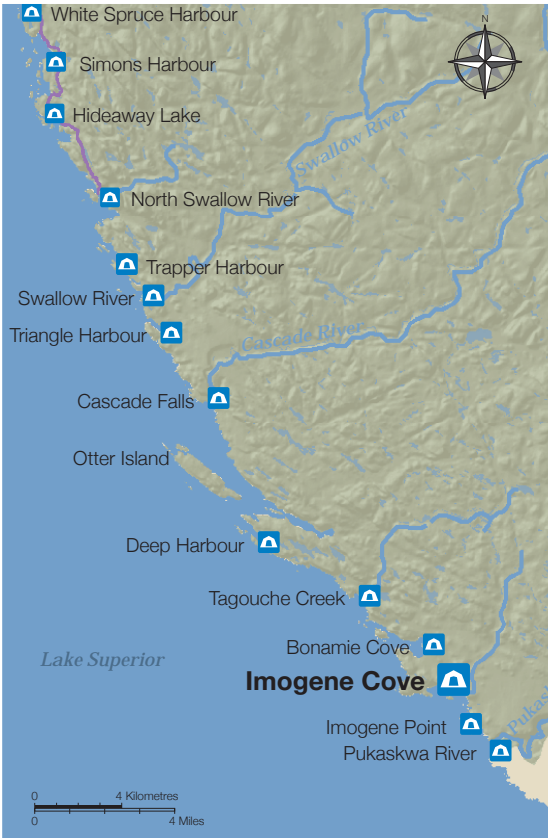 White Spruce Harbour
N
Simons Harbour
Hideaway Lake
Swallow River
North Swallow River
Trapper Harbour
Swallow River
Triangle Harbour
Cascade River
Cascade Falls
Otter Island
Deep Harbour
Tagouche Creek
Bonamie Cove
Lake Superior
Imogene Cove
Imogene Point
Pukask
Pukaskwa River
0 4 Kilometres
0 4 Miles